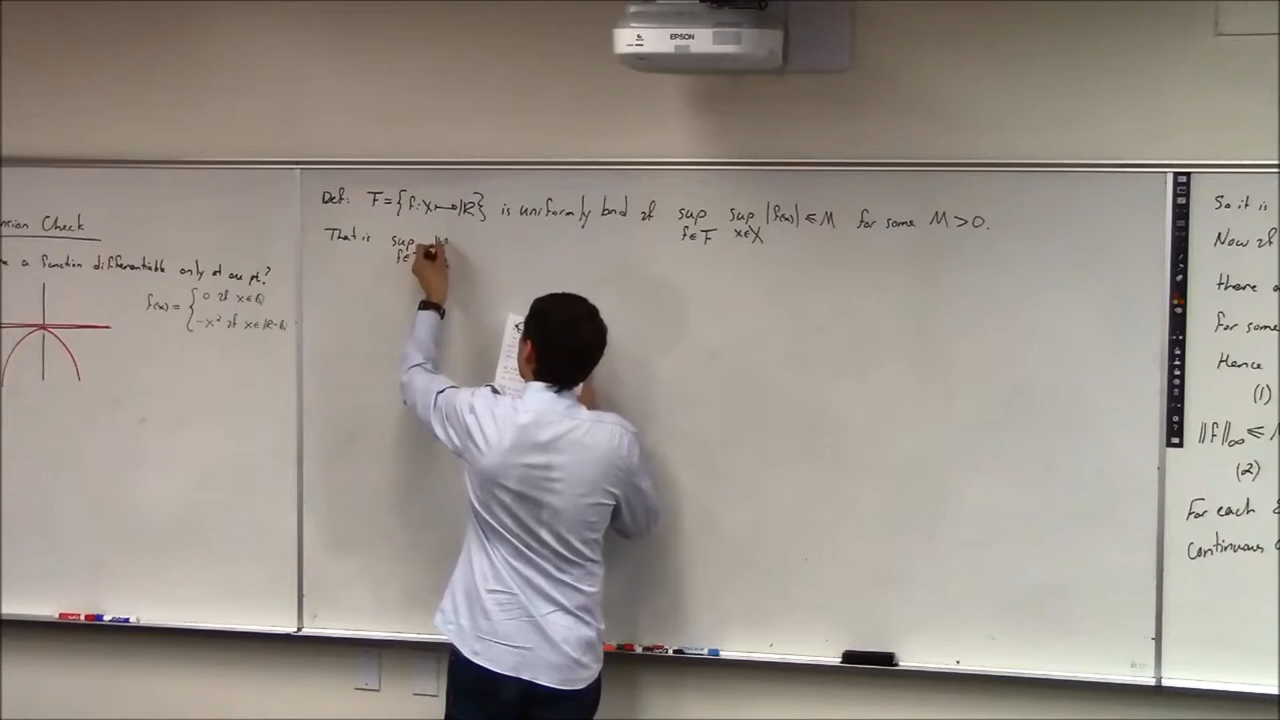 EPSON
nsion Check
e a function differentiable only at one pt?
f(x) = { 0 if x∈Q
-x² if x∈ℝ-Q
Def: F = {f: X ↦ ℝ} is uniformly bnd if sup sup |f(x)| ≤ M for some M > 0.
f∈F x∈X
That is sup ‖
f∈
So it is
Now if
there
for some
Hence
(1)
‖f‖∞ ≤
(2)
For each
continuous